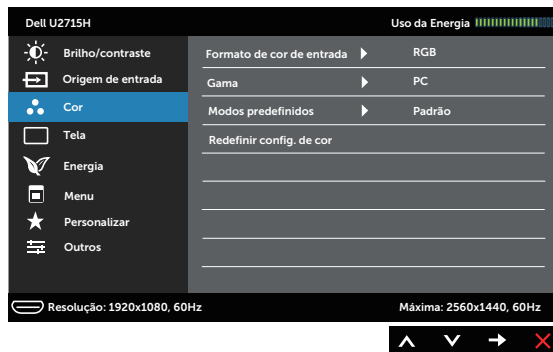 Dell U2715H Uso da Energia
Brilho/contraste
Origem de entrada
Cor
Tela
Energia
Menu
Personalizar
Outros
Formato de cor de entrada RGB
Gama PC
Modos predefinidos Padrão
Redefinir config. de cor
Resolução: 1920x1080, 60Hz Máxima: 2560x1440, 60Hz